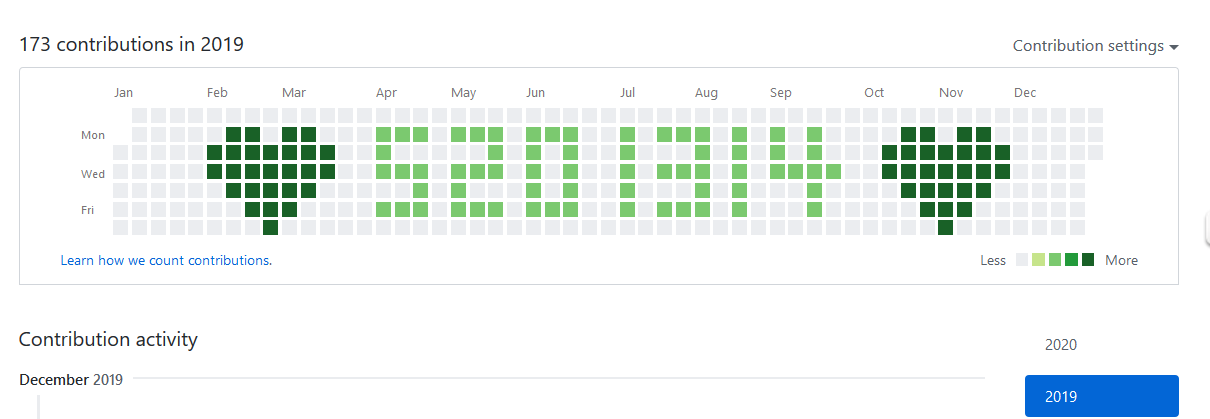 173 contributions in 2019
Contribution settings
Jan Feb Mar Apr May Jun Jul Aug Sep Oct Nov Dec
Mon
Wed
Fri
5201314
Learn how we count contributions.
Less More
Contribution activity
2020
December 2019
2019